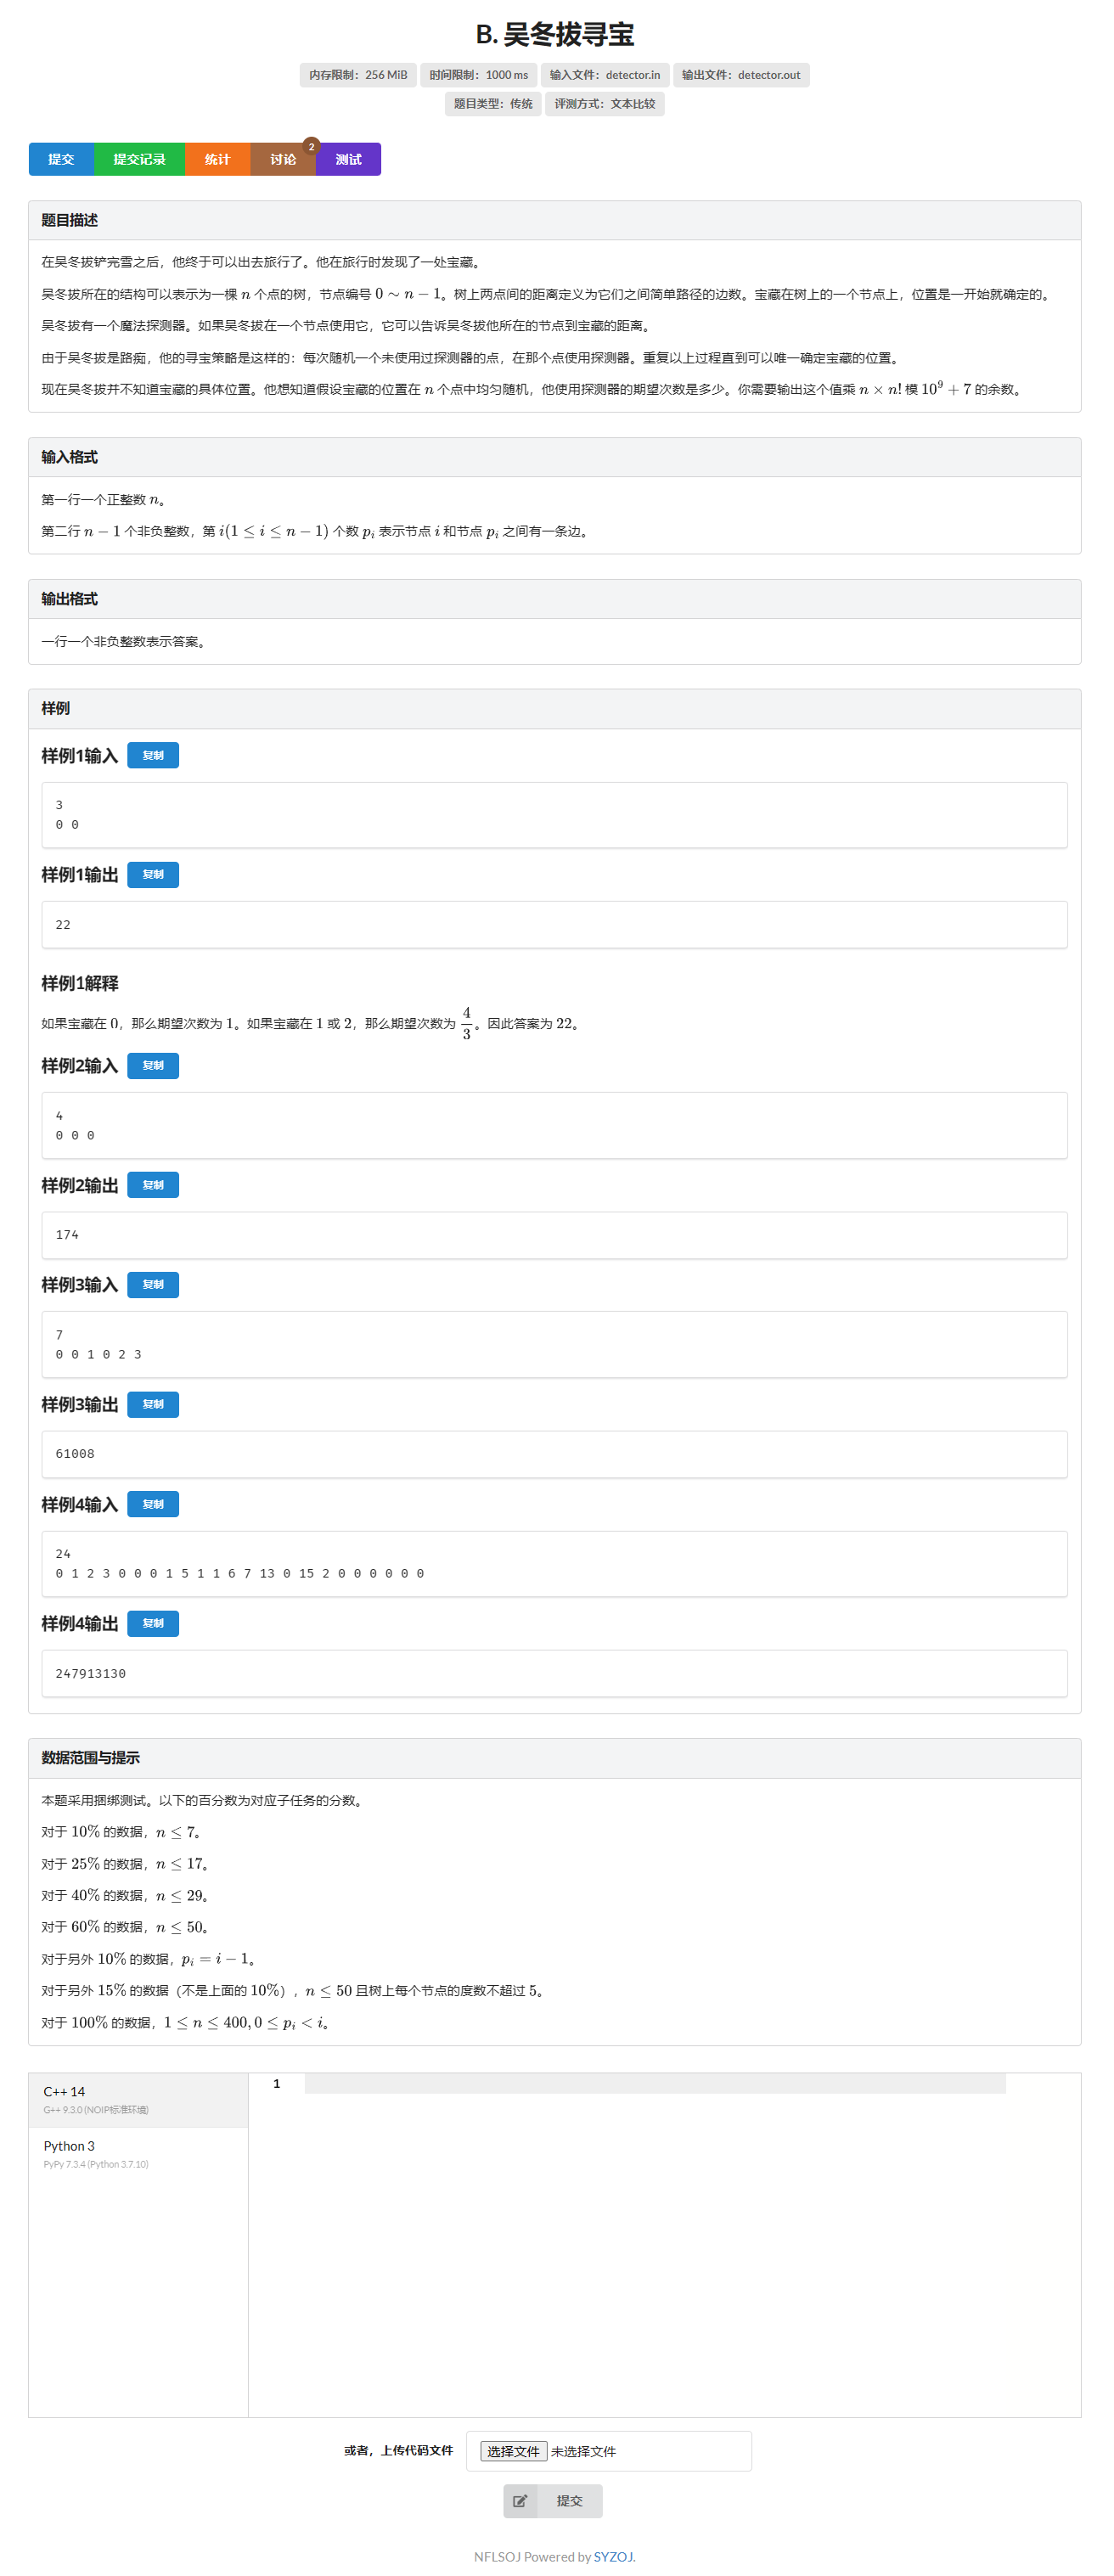 B. 吴冬拔寻宝
内存限制：256 MiB 时间限制：1000 ms 输入文件：detector.in 输出文件：detector.out
题目类型：传统 评测方式：文本比较
提交 提交记录 统计 讨论 2 测试
题目描述
在吴冬拔铲完雪之后，他终于可以出去旅行了。他在旅行时发现了一处宝藏。
吴冬拔所在的结构可以表示为一棵 n 个点的树，节点编号 0 ∼ n − 1。树上两点间的距离定义为它们之间简单路径的边数。宝藏在树上的一个节点上，位置是一开始就确定的。
吴冬拔有一个魔法探测器。如果吴冬拔在一个节点使用它，它可以告诉吴冬拔他所在的节点到宝藏的距离。
由于吴冬拔是路痴，他的寻宝策略是这样的：每次随机一个未使用过探测器的点，在那个点使用探测器。重复以上过程直到可以唯一确定宝藏的位置。
现在吴冬拔并不知道宝藏的具体位置。他想知道假设宝藏的位置在 n 个点中均匀随机，他使用探测器的期望次数是多少。你需要输出这个值乘 n × n! 模 10^9 + 7 的余数。
输入格式
第一行一个正整数 n。
第二行 n − 1 个非负整数，第 i(1 ≤ i ≤ n − 1) 个数 p_i 表示节点 i 和节点 p_i 之间有一条边。
输出格式
一行一个非负整数表示答案。
样例
样例1输入 复制
3
0 0
样例1输出 复制
22
样例1解释
如果宝藏在 0，那么期望次数为 1。如果宝藏在 1 或 2，那么期望次数为 4/3。因此答案为 22。
样例2输入 复制
4
0 0 0
样例2输出 复制
174
样例3输入 复制
7
0 0 1 0 2 3
样例3输出 复制
61008
样例4输入 复制
24
0 1 2 3 0 0 0 1 5 1 1 6 7 13 0 15 2 0 0 0 0 0 0
样例4输出 复制
247913130
数据范围与提示
本题采用捆绑测试。以下的百分数为对应子任务的分数。
对于 10% 的数据，n ≤ 7。
对于 25% 的数据，n ≤ 17。
对于 40% 的数据，n ≤ 29。
对于 60% 的数据，n ≤ 50。
对于另外 10% 的数据，p_i = i − 1。
对于另外 15% 的数据（不是上面的 10%），n ≤ 50 且树上每个节点的度数不超过 5。
对于 100% 的数据，1 ≤ n ≤ 400, 0 ≤ p_i < i。
C++ 14
G++ 9.3.0 (NOIP标准环境)
1
Python 3
PyPy 7.3.4 (Python 3.7.10)
或者，上传代码文件 选择文件 未选择文件
提交
NFLSOJ Powered by SYZOJ.